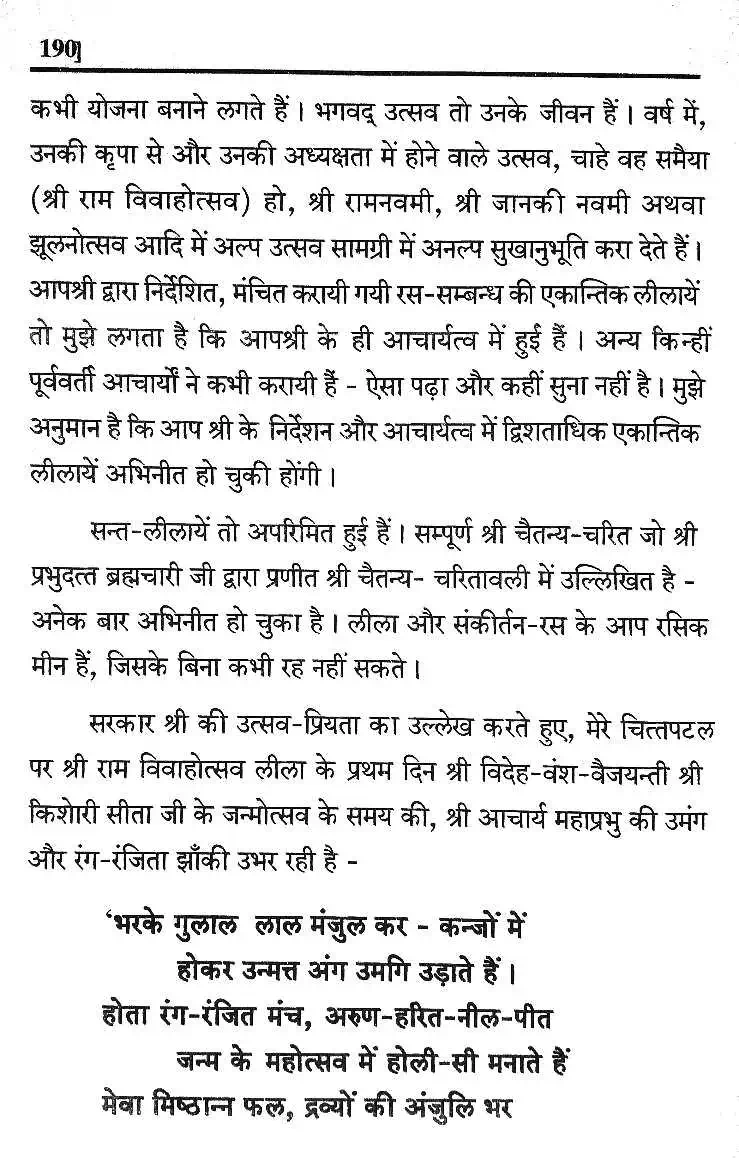 190]
कभी योजना बनाने लगते हैं। भगवद् उत्सव तो उनके जीवन हैं। वर्ष में,
उनकी कृपा से और उनकी अध्यक्षता में होने वाले उत्सव, चाहे वह समैया
(श्री राम विवाहोत्सव) हो, श्री रामनवमी, श्री जानकी नवमी अथवा
झूलनोत्सव आदि में अल्प उत्सव सामग्री में अनल्प सुखानुभूति करा देते हैं।
आपश्री द्वारा निर्देशित, मंचित करायी गयी रस-सम्बन्ध की एकान्तिक लीलायें
तो मुझे लगता है कि आपश्री के ही आचार्यत्व में हुई हैं। अन्य किन्हीं
पूर्ववर्ती आचार्यों ने कभी करायी हैं - ऐसा पढ़ा और कहीं सुना नहीं है। मुझे
अनुमान है कि आप श्री के निर्देशन और आचार्यत्व में द्विशताधिक एकान्तिक
लीलायें अभिनीत हो चुकी होंगी।
सन्त-लीलायें तो अपरिमित हुई हैं। सम्पूर्ण श्री चैतन्य-चरित जो श्री
प्रभुदत्त ब्रह्मचारी जी द्वारा प्रणीत श्री चैतन्य- चरितावली में उल्लिखित है -
अनेक बार अभिनीत हो चुका है। लीला और संकीर्तन-रस के आप रसिक
मीन हैं, जिसके बिना कभी रह नहीं सकते।
सरकार श्री की उत्सव-प्रियता का उल्लेख करते हुए, मेरे चित्तपटल
पर श्री राम विवाहोत्सव लीला के प्रथम दिन श्री विदेह-वंश-वैजयन्ती श्री
किशोरी सीता जी के जन्मोत्सव के समय की, श्री आचार्य महाप्रभु की उमंग
और रंग-रंजिता झाँकी उभर रही है -
‘भरके गुलाल लाल मंजुल कर - कन्जों में
होकर उन्मत्त अंग उमगि उड़ाते हैं।
होता रंग-रंजित मंच, अरुण-हरित-नील-पीत
जन्म के महोत्सव में होली-सी मनाते हैं
मेवा मिष्ठान्न फल, द्रव्यों की अंजुलि भर